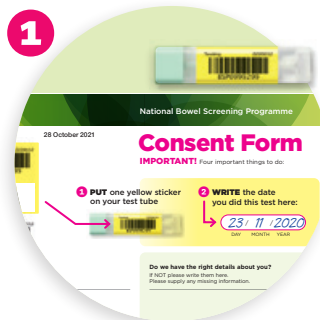 1
National Bowel Screening Programme
28 October 2021
Consent Form
IMPORTANT! Four important things to do:
1 PUT one yellow sticker
on your test tube
2 WRITE the date
you did this test here:
23 / 11 / 2020
DAY MONTH YEAR
Do we have the right details about you?
If NOT please write them here.
Please supply any missing information.